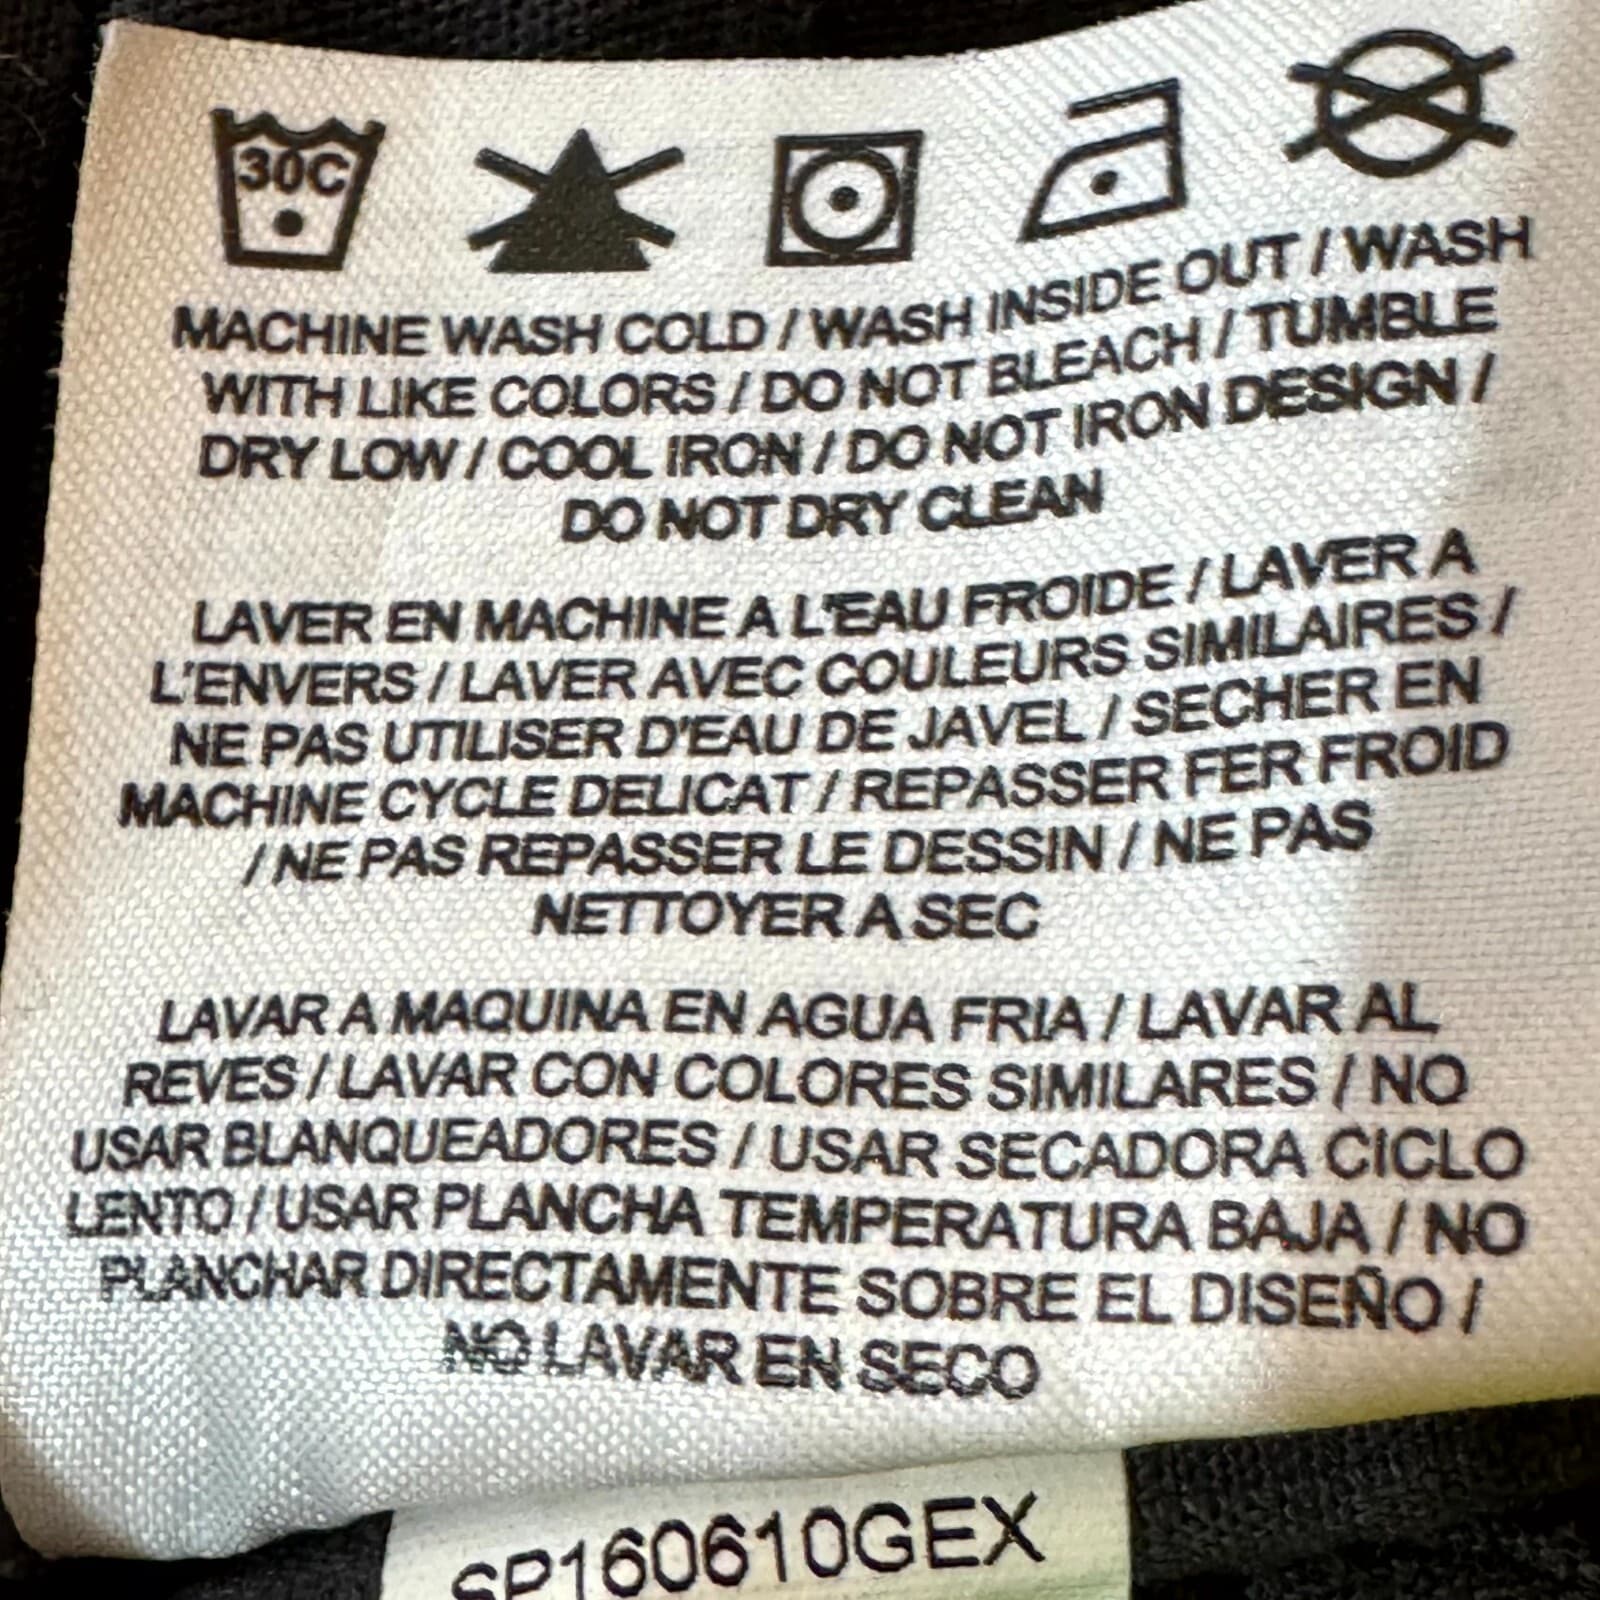 30C
MACHINE WASH COLD / WASH INSIDE OUT / WASH
WITH LIKE COLORS / DO NOT BLEACH / TUMBLE
DRY LOW / COOL IRON / DO NOT IRON DESIGN /
DO NOT DRY CLEAN
LAVER EN MACHINE A L'EAU FROIDE / LAVER A
L'ENVERS / LAVER AVEC COULEURS SIMILAIRES /
NE PAS UTILISER D'EAU DE JAVEL / SECHER EN
MACHINE CYCLE DELICAT / REPASSER FER FROID
/ NE PAS REPASSER LE DESSIN / NE PAS
NETTOYER A SEC
LAVAR A MAQUINA EN AGUA FRIA / LAVAR AL
REVES / LAVAR CON COLORES SIMILARES / NO
USAR BLANQUEADORES / USAR SECADORA CICLO
LENTO / USAR PLANCHA TEMPERATURA BAJA / NO
PLANCHAR DIRECTAMENTE SOBRE EL DISEÑO /
NO LAVAR EN SECO
SP160610GEX